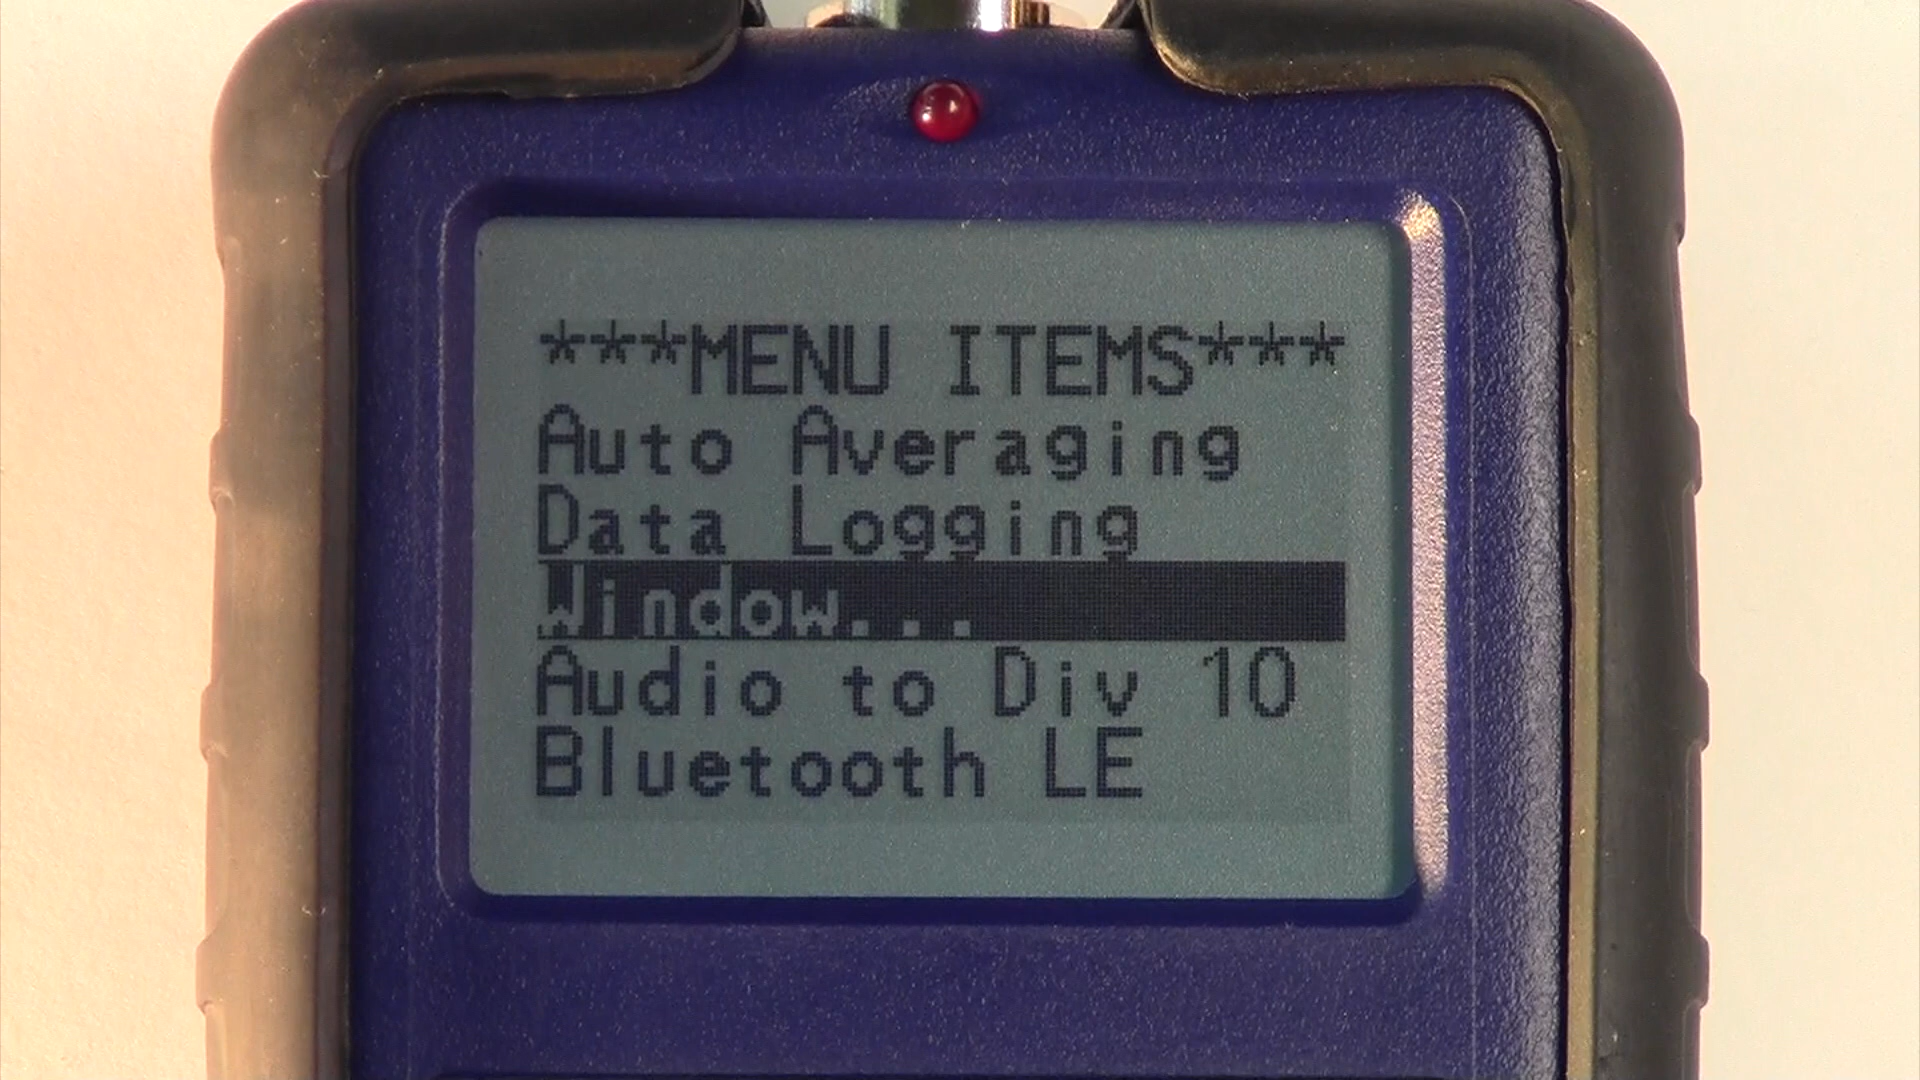 ***MENU ITEMS***
Auto Averaging
Data Logging
Window...
Audio to Div 10
Bluetooth LE